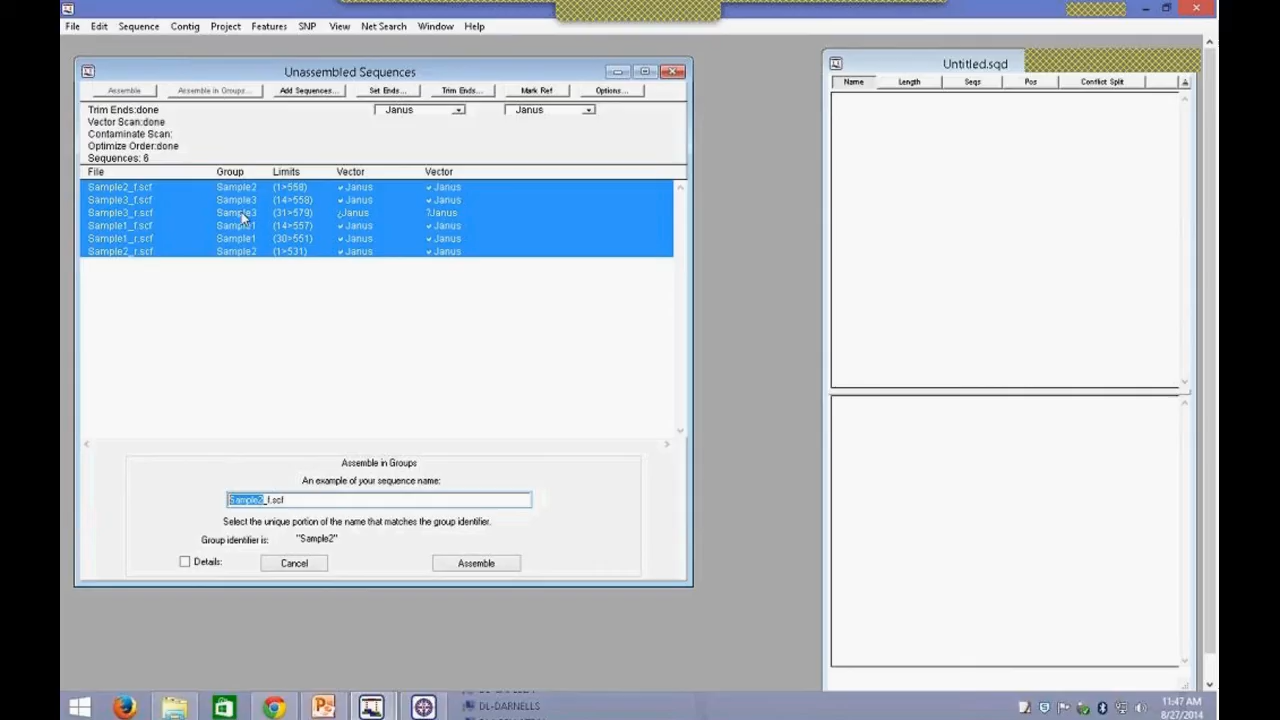 File Edit Sequence Contig Project Features SNP View Net Search Window Help
Unassembled Sequences
Assemble Assemble in Groups... Add Sequences... Set Ends... Trim Ends... Mark Ref Options...
Trim Ends:done Janus Janus
Vector Scan:done
Contaminate Scan:
Optimize Order:done
Sequences: 6
File Group Limits Vector Vector
Sample2_f.scf Sample2 (1>558) Janus Janus
Sample3_f.scf Sample3 (14>558) Janus Janus
Sample3_r.scf Sample3 (31>579) ¿Janus ?Janus
Sample1_f.scf Sample1 (14>557) Janus Janus
Sample1_r.scf Sample1 (30>551) Janus Janus
Sample2_r.scf Sample2 (1>531) Janus Janus
Assemble in Groups
An example of your sequence name:
Sample2_f.scf
Select the unique portion of the name that matches the group identifier.
Group identifier is: "Sample2"
Details: Cancel Assemble
Untitled.sqd
Name Length Seqs Pos Conflict Split
DL-DARNELLS
11:47 AM
8/27/2014